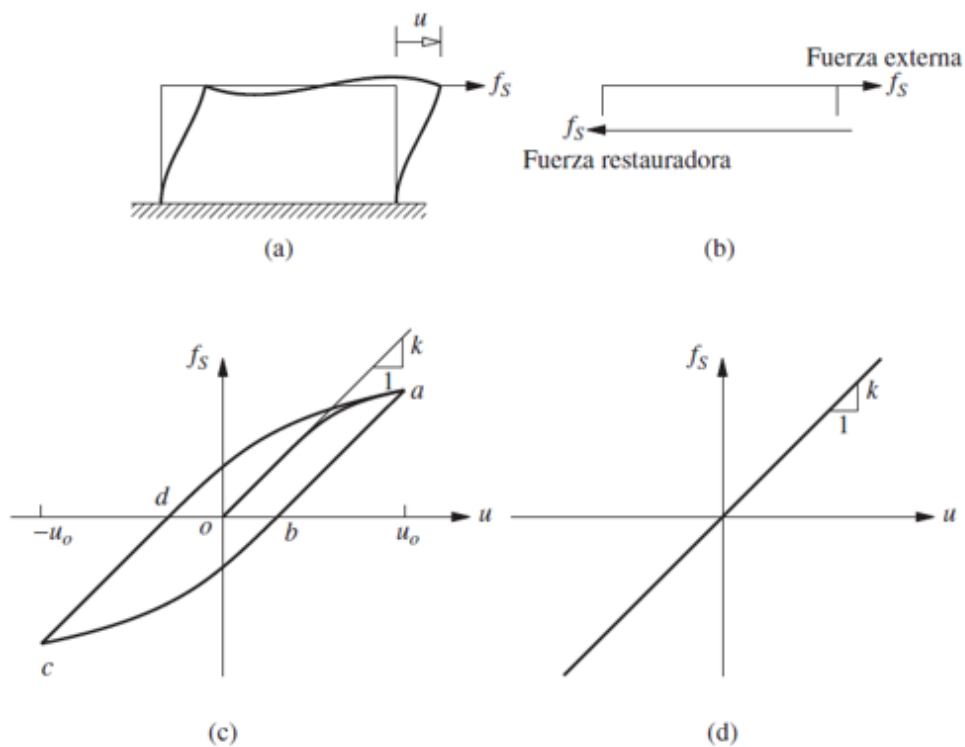 u
f_S
(a)
Fuerza externa
f_S
f_S
Fuerza restauradora
(b)
f_S
k
1
a
d
-u_o
o
b
u_o
u
c
(c)
f_S
k
1
u
(d)